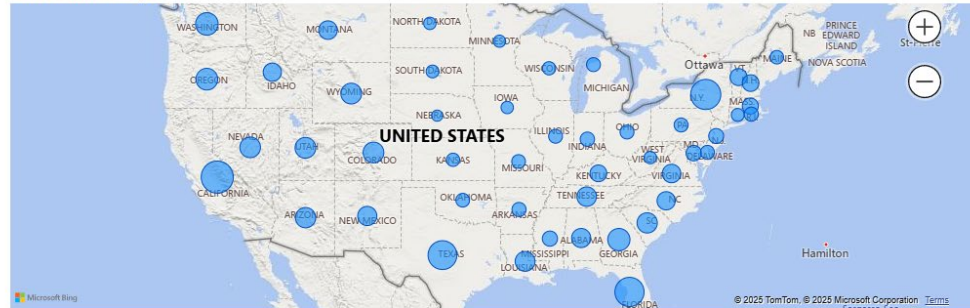 WASHINGTON
MONTANA
NORTH DAKOTA
MINNESOTA
PRINCE
EDWARD
ISLAND
NB
St-Pierre
NOVA SCOTIA
MAINE
Ottawa
VT
N.H.
OREGON
IDAHO
WYOMING
SOUTH DAKOTA
WISCONSIN
MICHIGAN
N.Y.
MASS.
IOWA
NEBRASKA
UNITED STATES
NEVADA
UTAH
COLORADO
KANSAS
ILLINOIS
INDIANA
OHIO
PA
N.J.
MD
DELAWARE
WEST
VIRGINIA
MISSOURI
KENTUCKY
VIRGINIA
CALIFORNIA
OKLAHOMA
TENNESSEE
NC
ARIZONA
NEW MEXICO
ARKANSAS
SC
TEXAS
MISSISSIPPI
ALABAMA
GEORGIA
LOUISIANA
Hamilton
FLORIDA
Microsoft Bing
© 2025 TomTom, © 2025 Microsoft Corporation Terms